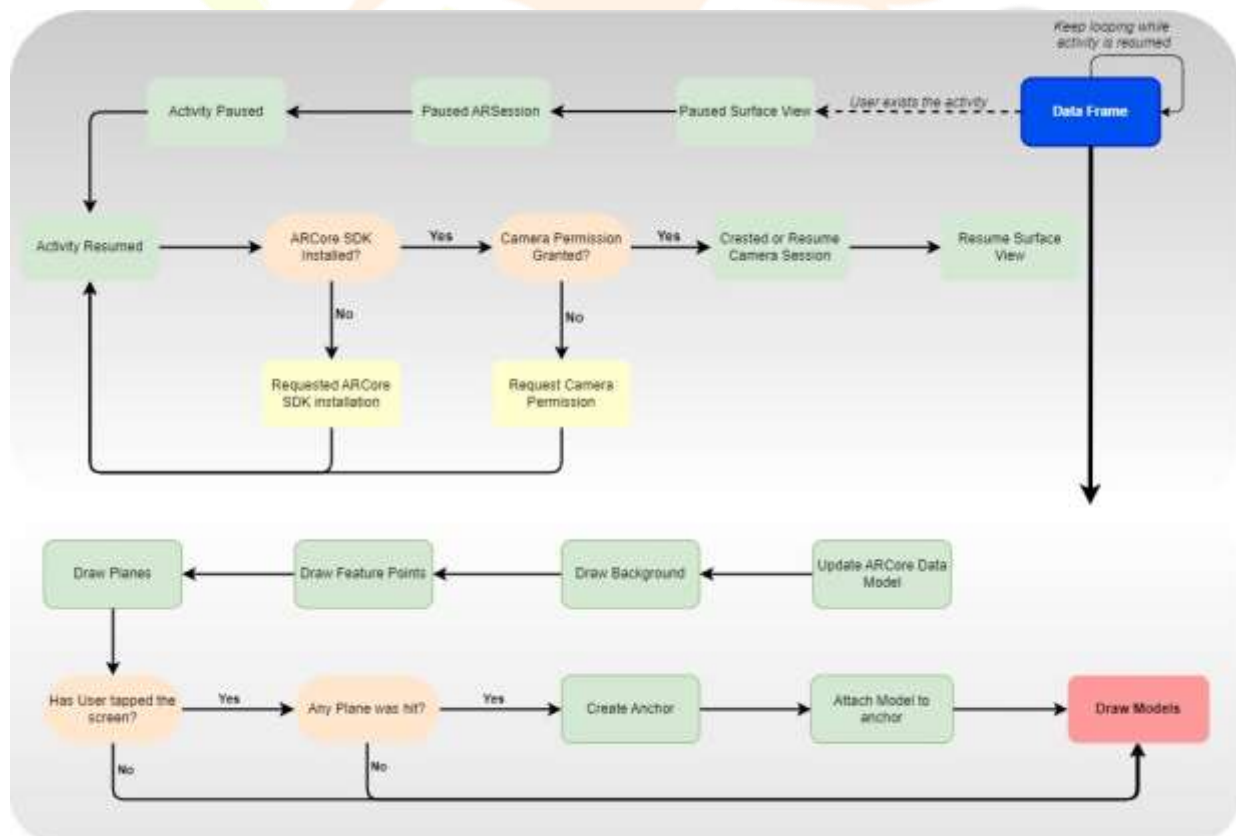 Keep looping while
activity is resumed
Activity Paused
Paused ARSession
Paused Surface View
User exists the activity
Data Frame
Activity Resumed
ARCore SDK
Installed?
Yes
Camera Permission
Granted?
Yes
Crested or Resume
Camera Session
Resume Surface
View
No
No
Requested ARCore
SDK installation
Request Camera
Permission
Draw Planes
Draw Feature Points
Draw Background
Update ARCore Data
Model
Has User tapped the
screen?
Yes
Any Plane was hit?
Yes
Create Anchor
Attach Model to
anchor
Draw Models
No
No